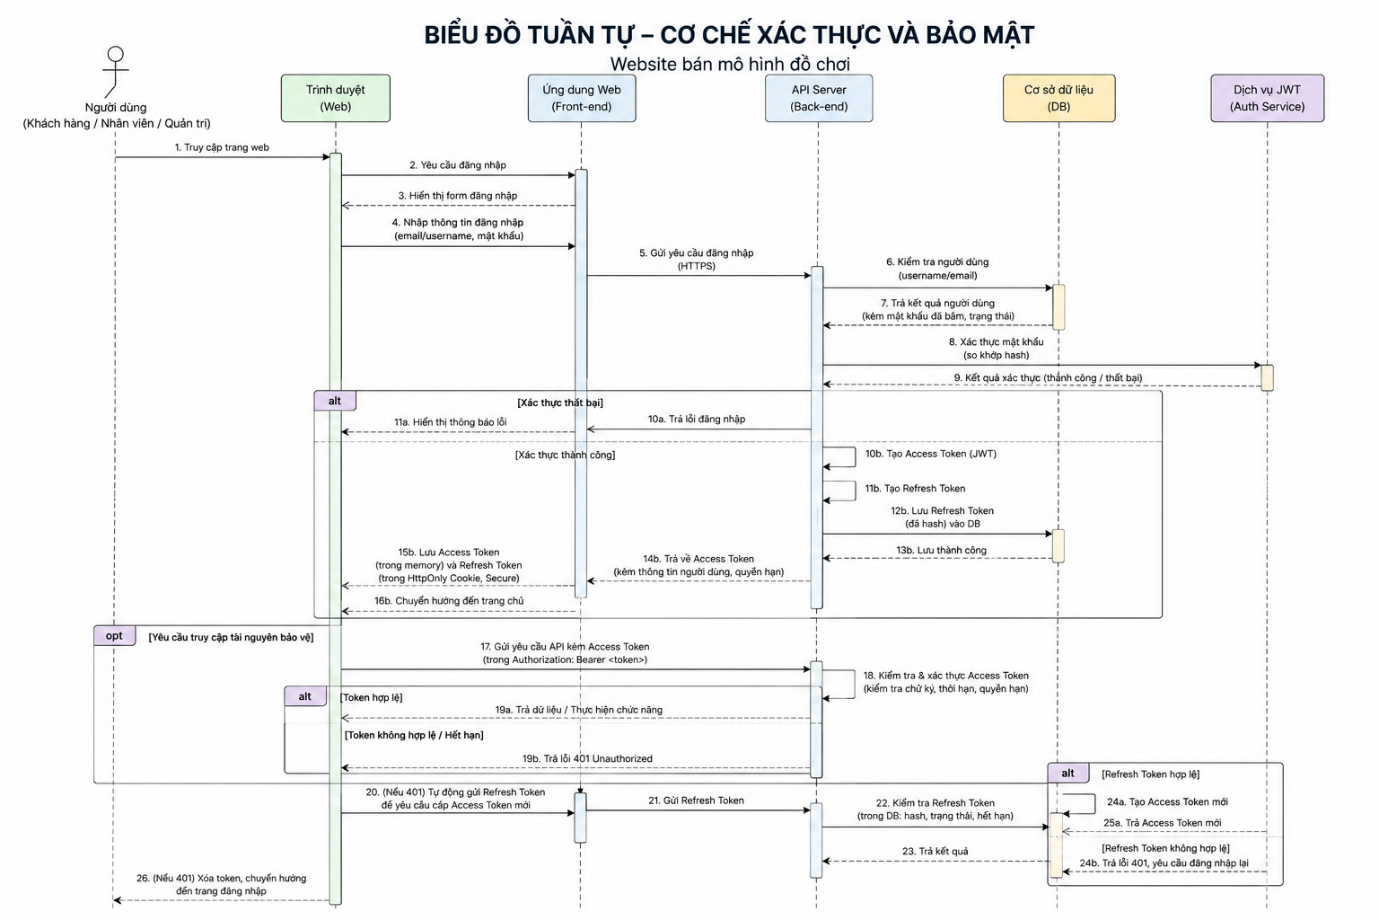 BIỂU ĐỒ TUẦN TỰ – CƠ CHẾ XÁC THỰC VÀ BẢO MẬT
Website bán mô hình đồ chơi
Người dùng
(Khách hàng / Nhân viên / Quản trị)
Trình duyệt
(Web)
Ứng dung Web
(Front-end)
API Server
(Back-end)
Cơ sở dữ liệu
(DB)
Dịch vụ JWT
(Auth Service)
1. Truy cập trang web
2. Yêu cầu đăng nhập
3. Hiển thị form đăng nhập
4. Nhập thông tin đăng nhập
(email/username, mật khẩu)
5. Gửi yêu cầu đăng nhập
(HTTPS)
6. Kiểm tra người dùng
(username/email)
7. Trả kết quả người dùng
(kèm mật khẩu đã băm, trạng thái)
8. Xác thực mật khẩu
(so khớp hash)
9. Kết quả xác thực (thành công / thất bại)
alt
[Xác thực thất bại]
10a. Trả lỗi đăng nhập
11a. Hiển thị thông báo lỗi
[Xác thực thành công]
10b. Tạo Access Token (JWT)
11b. Tạo Refresh Token
12b. Lưu Refresh Token
(đã hash) vào DB
13b. Lưu thành công
14b. Trả về Access Token
(kèm thông tin người dùng, quyền hạn)
15b. Lưu Access Token
(trong memory) và Refresh Token
(trong HttpOnly Cookie, Secure)
16b. Chuyển hướng đến trang chủ
opt
[Yêu cầu truy cập tài nguyên bảo vệ]
17. Gửi yêu cầu API kèm Access Token
(trong Authorization: Bearer <token>)
18. Kiểm tra & xác thực Access Token
(kiểm tra chữ ký, thời hạn, quyền hạn)
alt
[Token hợp lệ]
19a. Trả dữ liệu / Thực hiện chức năng
[Token không hợp lệ / Hết hạn]
19b. Trả lỗi 401 Unauthorized
20. (Nếu 401) Tự động gửi Refresh Token
để yêu cầu cấp Access Token mới
21. Gửi Refresh Token
22. Kiểm tra Refresh Token
(trong DB: hash, trạng thái, hết hạn)
23. Trả kết quả
alt
[Refresh Token hợp lệ]
24a. Tạo Access Token mới
25a. Trả Access Token mới
[Refresh Token không hợp lệ]
24b. Trả lỗi 401, yêu cầu đăng nhập lại
26. (Nếu 401) Xóa token, chuyển hướng
đến trang đăng nhập